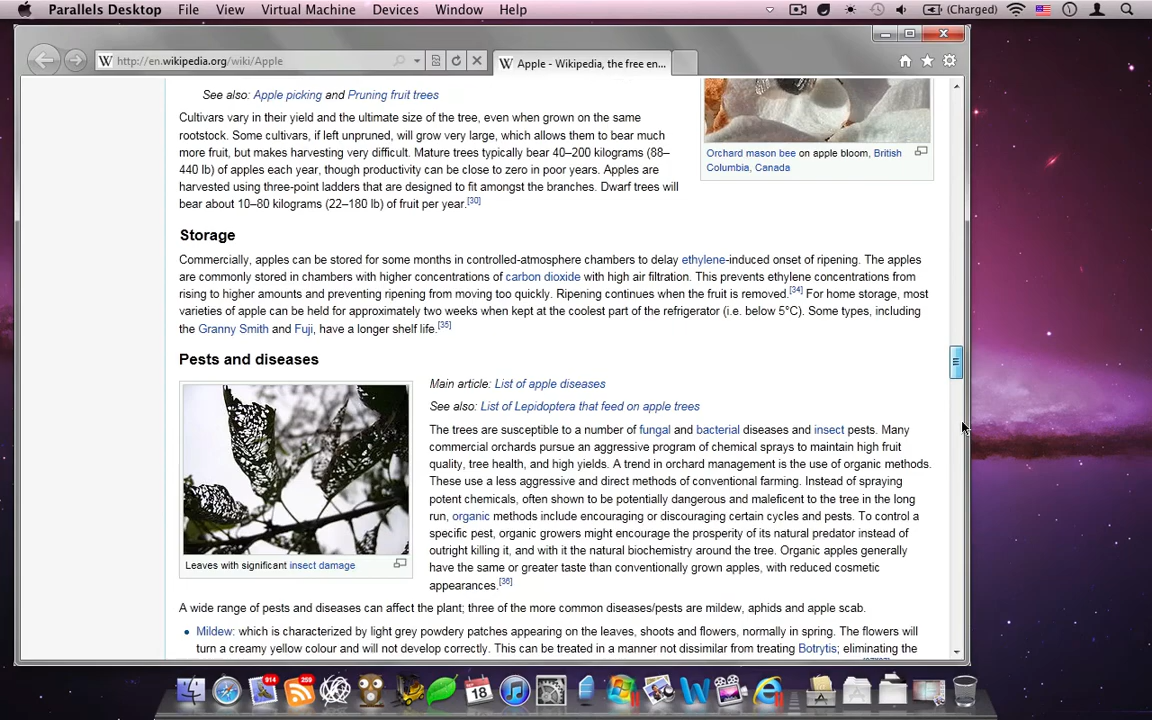 Parallels Desktop File View Virtual Machine Devices Window Help (Charged)
W http://en.wikipedia.org/wiki/Apple W Apple - Wikipedia, the free en...
See also: Apple picking and Pruning fruit trees
Cultivars vary in their yield and the ultimate size of the tree, even when grown on the same
rootstock. Some cultivars, if left unpruned, will grow very large, which allows them to bear much
more fruit, but makes harvesting very difficult. Mature trees typically bear 40–200 kilograms (88–
440 lb) of apples each year, though productivity can be close to zero in poor years. Apples are
harvested using three-point ladders that are designed to fit amongst the branches. Dwarf trees will
bear about 10–80 kilograms (22–180 lb) of fruit per year.[30]
Orchard mason bee on apple bloom, British
Columbia, Canada
Storage
Commercially, apples can be stored for some months in controlled-atmosphere chambers to delay ethylene-induced onset of ripening. The apples
are commonly stored in chambers with higher concentrations of carbon dioxide with high air filtration. This prevents ethylene concentrations from
rising to higher amounts and preventing ripening from moving too quickly. Ripening continues when the fruit is removed.[34] For home storage, most
varieties of apple can be held for approximately two weeks when kept at the coolest part of the refrigerator (i.e. below 5°C). Some types, including
the Granny Smith and Fuji, have a longer shelf life.[35]
Pests and diseases
Main article: List of apple diseases
See also: List of Lepidoptera that feed on apple trees
The trees are susceptible to a number of fungal and bacterial diseases and insect pests. Many
commercial orchards pursue an aggressive program of chemical sprays to maintain high fruit
quality, tree health, and high yields. A trend in orchard management is the use of organic methods.
These use a less aggressive and direct methods of conventional farming. Instead of spraying
potent chemicals, often shown to be potentially dangerous and maleficent to the tree in the long
run, organic methods include encouraging or discouraging certain cycles and pests. To control a
specific pest, organic growers might encourage the prosperity of its natural predator instead of
outright killing it, and with it the natural biochemistry around the tree. Organic apples generally
have the same or greater taste than conventionally grown apples, with reduced cosmetic
appearances.[36]
Leaves with significant insect damage
A wide range of pests and diseases can affect the plant; three of the more common diseases/pests are mildew, aphids and apple scab.
• Mildew: which is characterized by light grey powdery patches appearing on the leaves, shoots and flowers, normally in spring. The flowers will
turn a creamy yellow colour and will not develop correctly. This can be treated in a manner not dissimilar from treating Botrytis; eliminating the
914 259 18